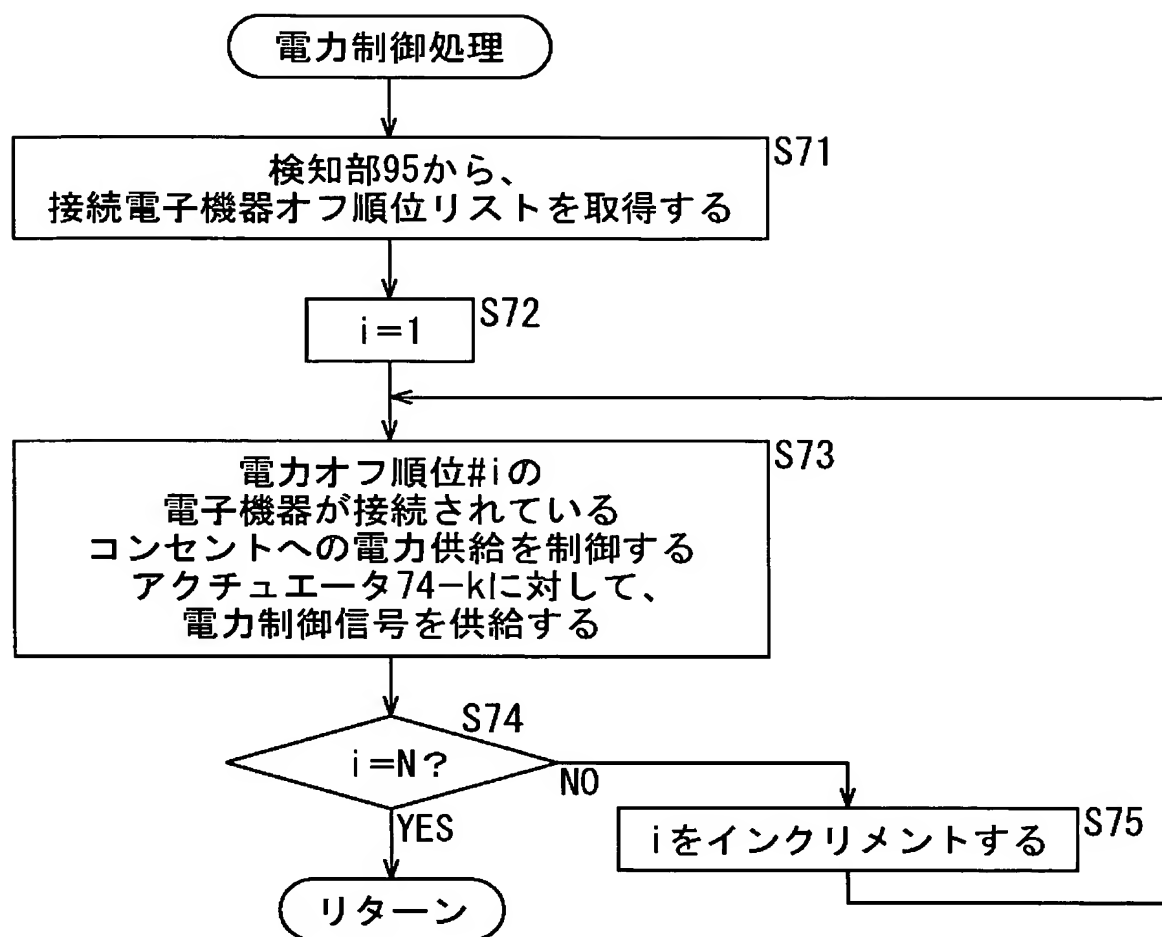 電力制御処理
S71
検知部95から、
接続電子機器オフ順位リストを取得する
S72
i=1
S73
電力オフ順位#iの
電子機器が接続されている
コンセントへの電力供給を制御する
アクチュエータ74-kに対して、
電力制御信号を供給する
S74
i=N?
NO
YES
S75
iをインクリメントする
リターン